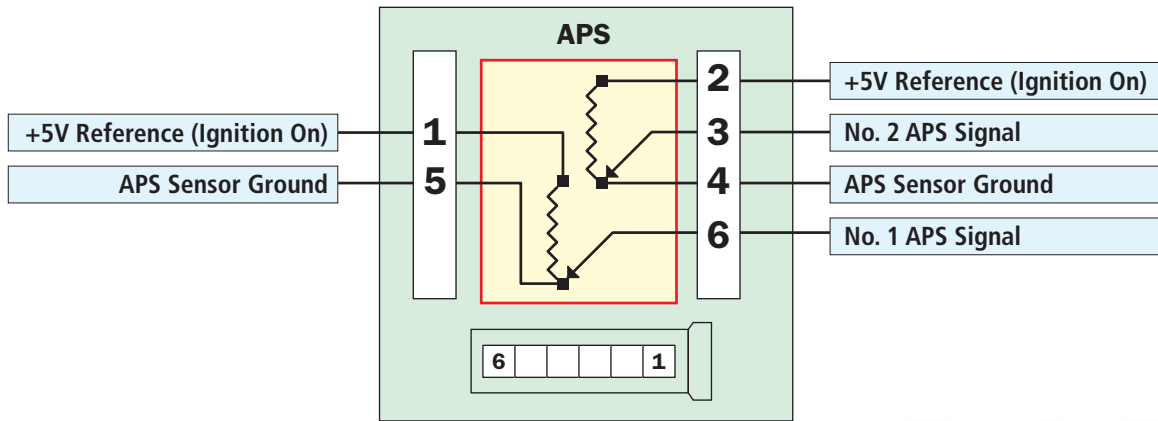 APS
+5V Reference (Ignition On)
APS Sensor Ground
1
5
2
3
4
6
+5V Reference (Ignition On)
No. 2 APS Signal
APS Sensor Ground
No. 1 APS Signal
6 1